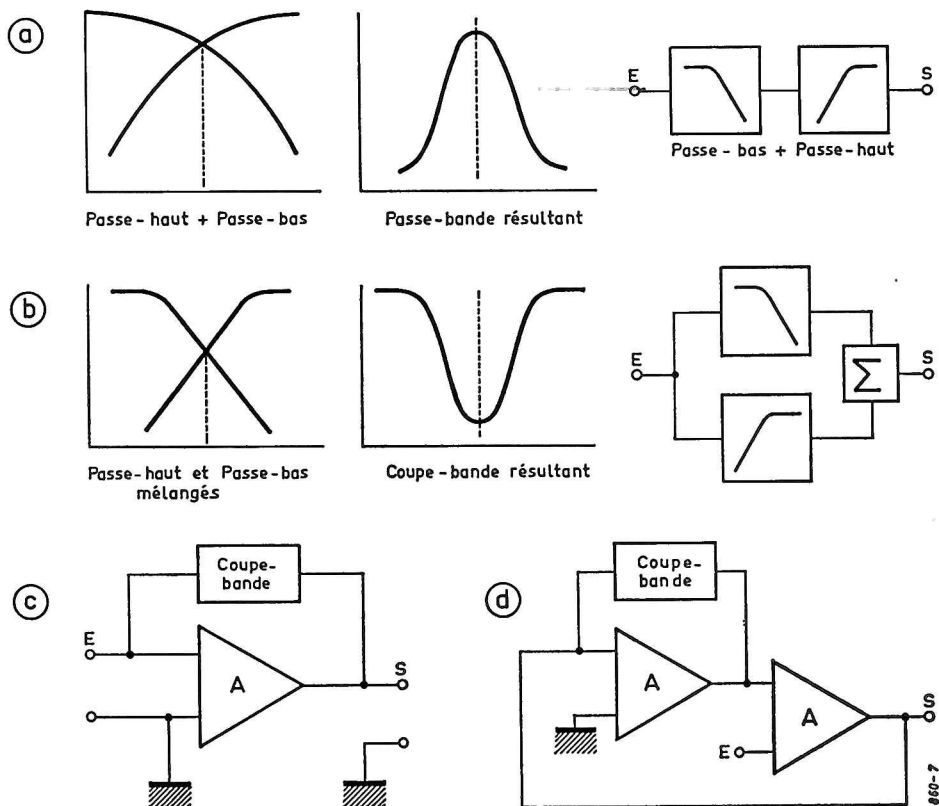 a
E
S
Passe-bas + Passe-haut
Passe-haut + Passe-bas
Passe-bande résultant
b
E
Σ
S
Passe-haut et Passe-bas
mélangés
Coupe-bande résultant
c
Coupe-
bande
E
A
S
d
Coupe-
bande
A
A
E
S
860-7